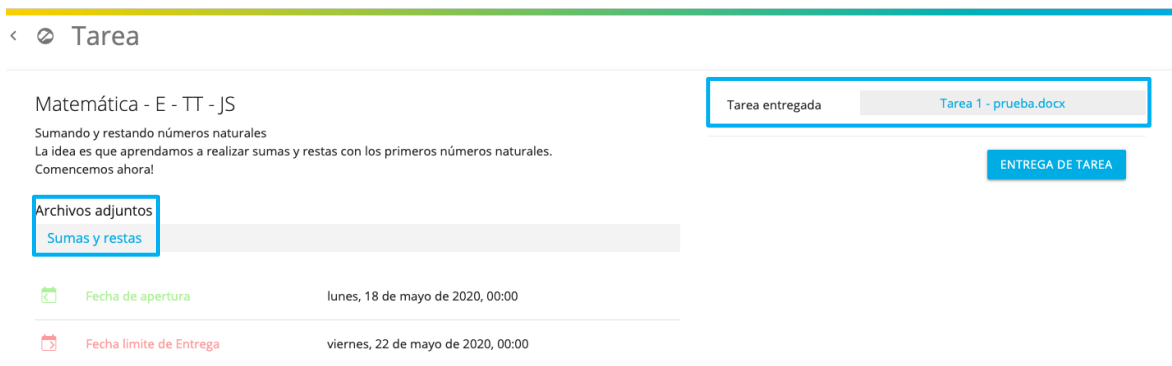 Tarea
Matemática - E - TT - JS
Sumando y restando números naturales
La idea es que aprendamos a realizar sumas y restas con los primeros números naturales.
Comencemos ahora!
Archivos adjuntos
Sumas y restas
Fecha de apertura lunes, 18 de mayo de 2020, 00:00
Fecha limite de Entrega viernes, 22 de mayo de 2020, 00:00
Tarea entregada Tarea 1 - prueba.docx
ENTREGA DE TAREA